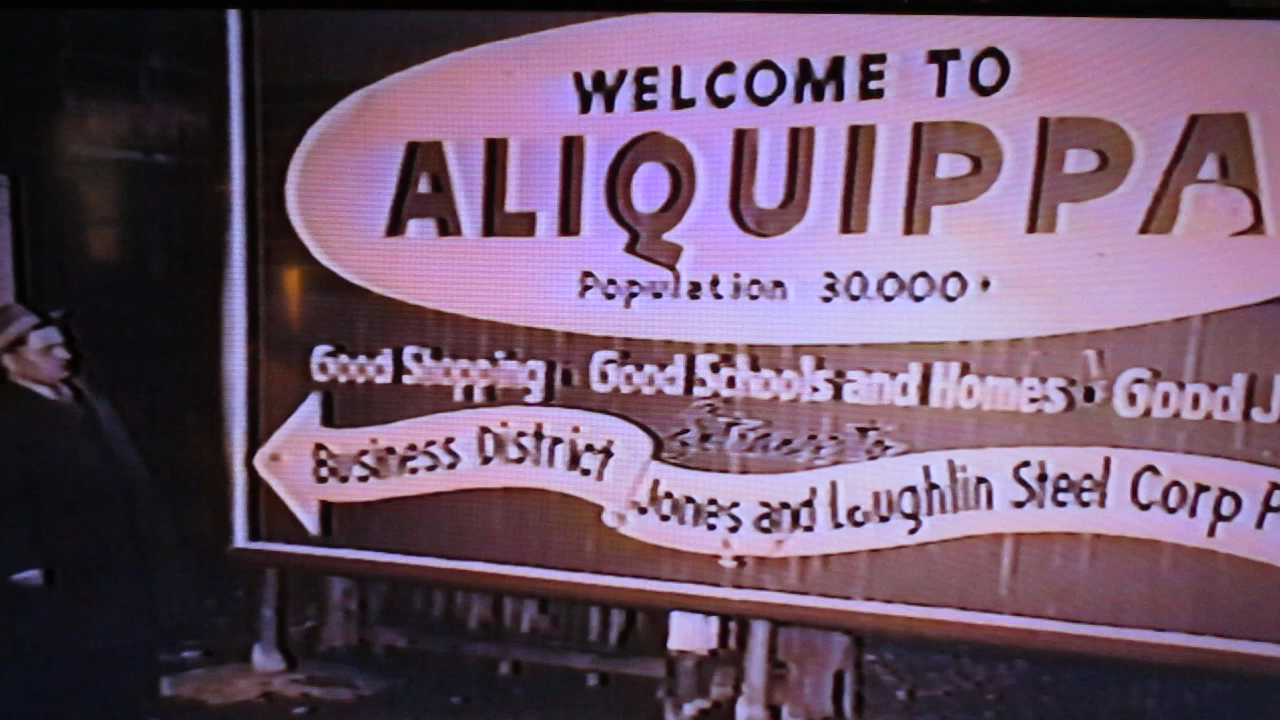 WELCOME TO
ALIQUIPPA
Population 30.000
Good Shopping · Good Schools and Homes · Good J
Business District
Jones and Loughlin Steel Corp P